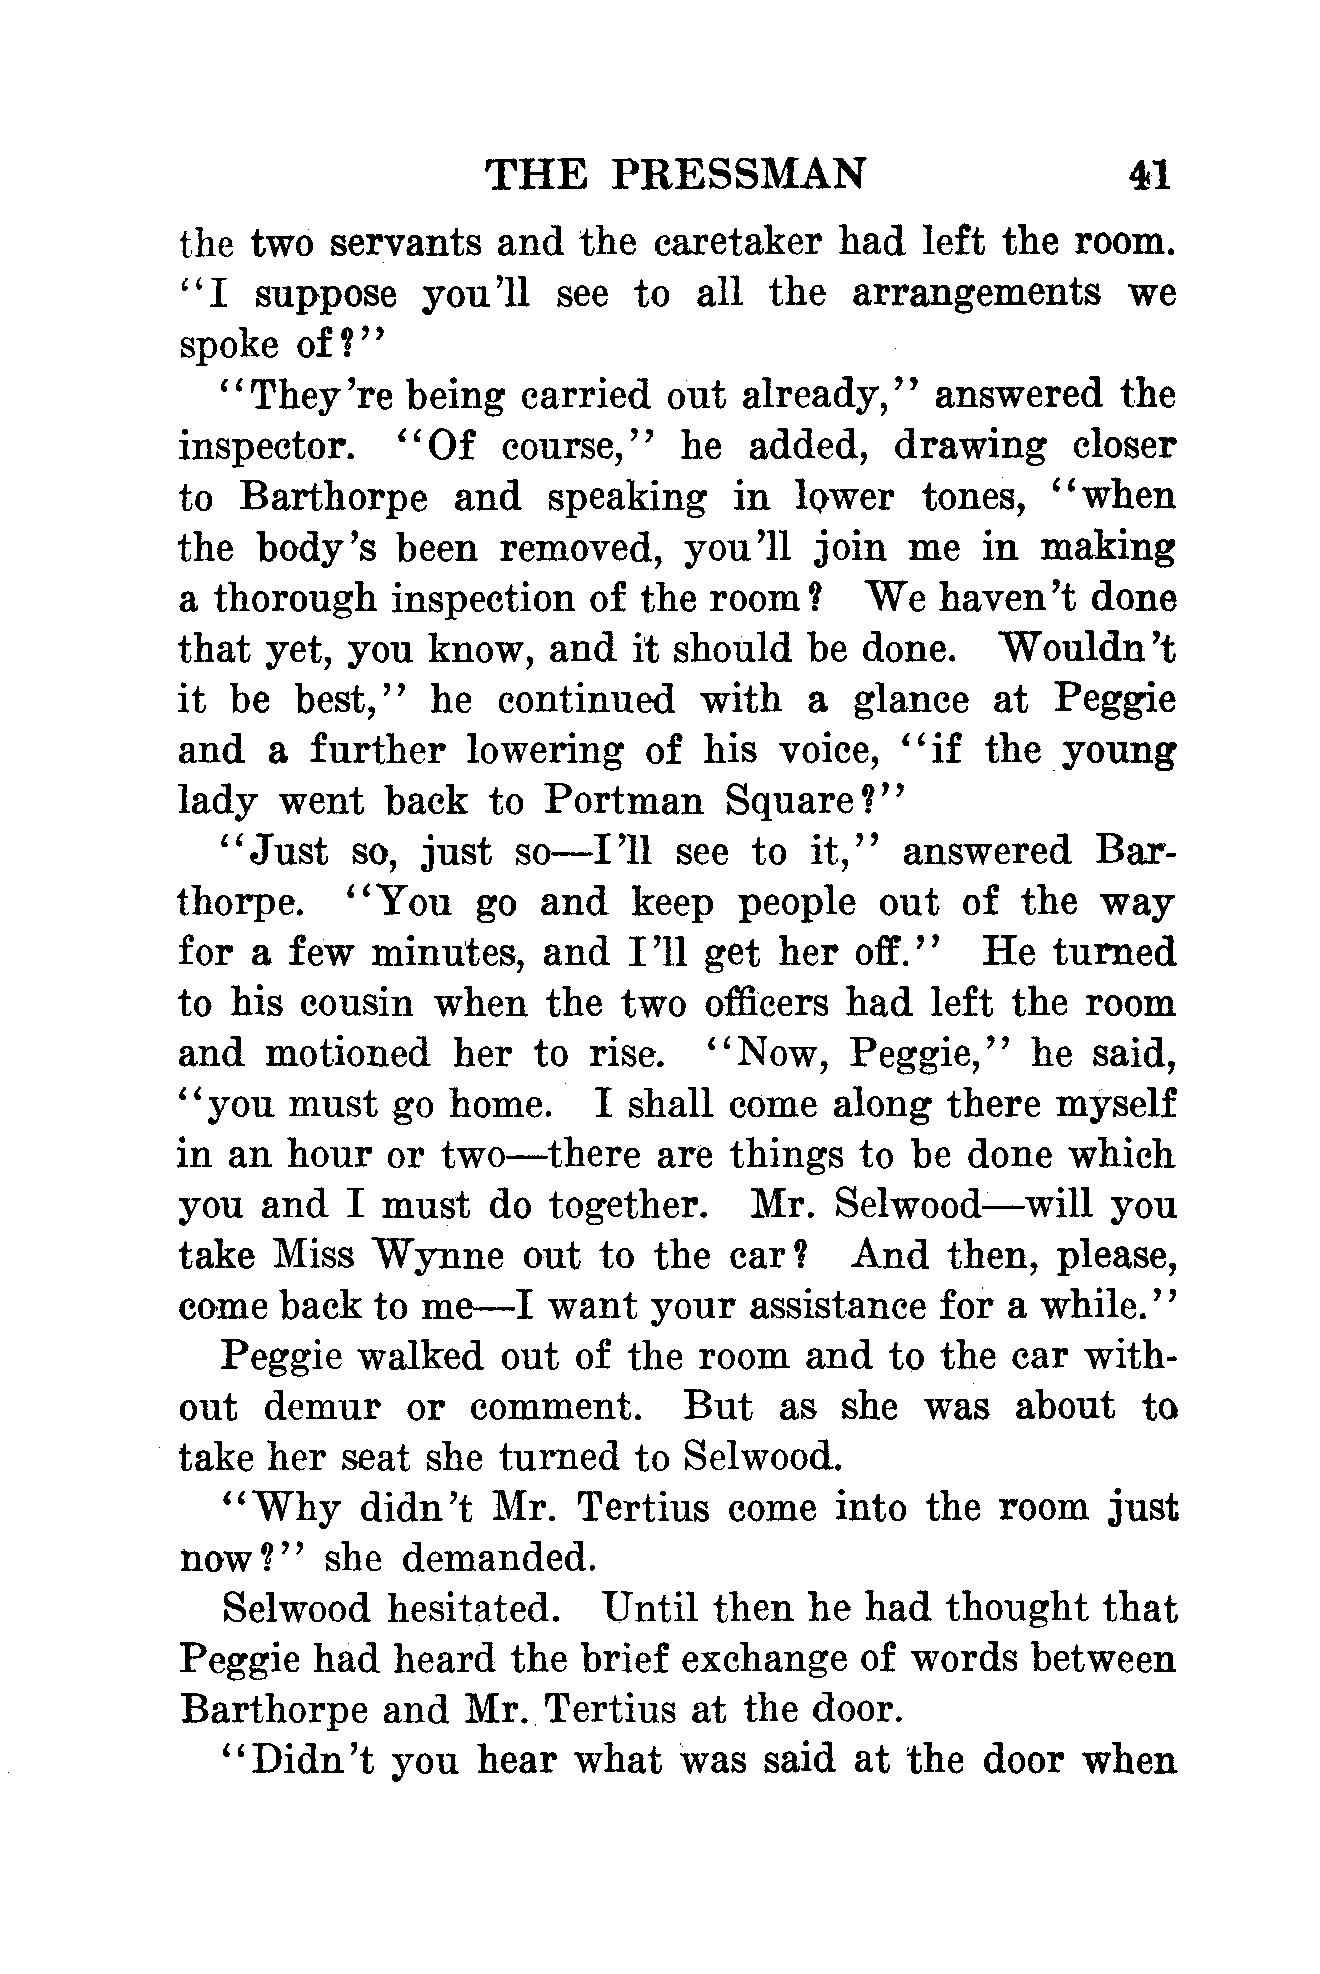 THE PRESSMAN 41
the two servants and the caretaker had left the room.
"I suppose you'll see to all the arrangements we
spoke of?"
"They're being carried out already," answered the
inspector. "Of course," he added, drawing closer
to Barthorpe and speaking in lower tones, "when
the body's been removed, you'll join me in making
a thorough inspection of the room? We haven't done
that yet, you know, and it should be done. Wouldn't
it be best," he continued with a glance at Peggie
and a further lowering of his voice, "if the young
lady went back to Portman Square?"
"Just so, just so—I'll see to it," answered Bar-
thorpe. "You go and keep people out of the way
for a few minutes, and I'll get her off." He turned
to his cousin when the two officers had left the room
and motioned her to rise. "Now, Peggie," he said,
"you must go home. I shall come along there myself
in an hour or two—there are things to be done which
you and I must do together. Mr. Selwood—will you
take Miss Wynne out to the car? And then, please,
come back to me—I want your assistance for a while."
Peggie walked out of the room and to the car with-
out demur or comment. But as she was about to
take her seat she turned to Selwood.
"Why didn't Mr. Tertius come into the room just
now?" she demanded.
Selwood hesitated. Until then he had thought that
Peggie had heard the brief exchange of words between
Barthorpe and Mr. Tertius at the door.
"Didn't you hear what was said at the door when